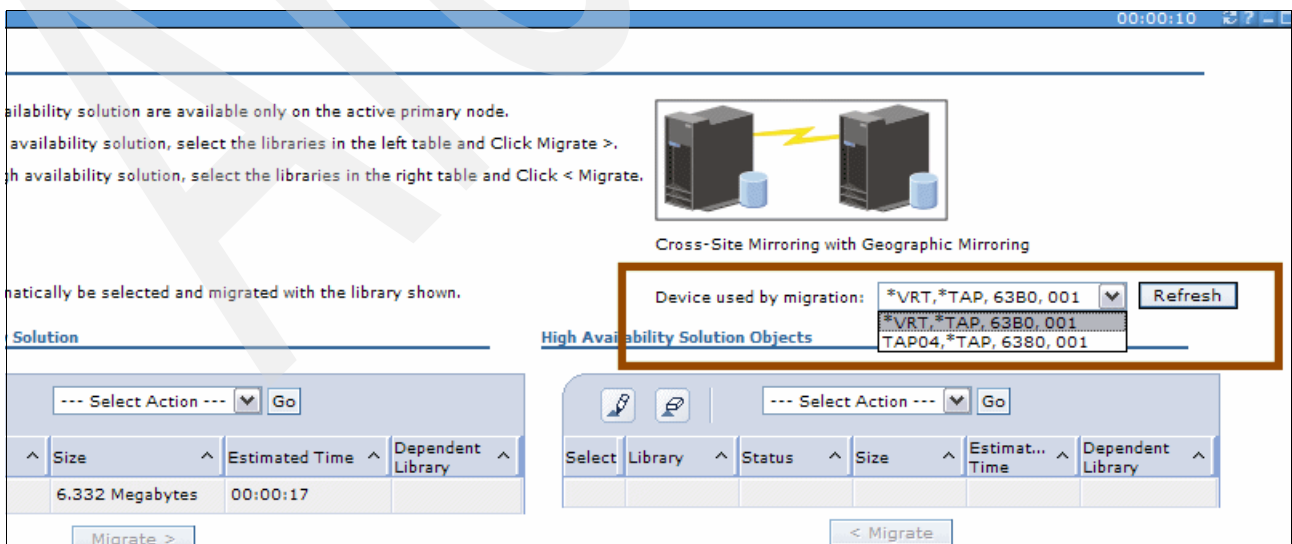 00:00:10 ?
ailability solution are available only on the active primary node.
availability solution, select the libraries in the left table and Click Migrate >.
gh availability solution, select the libraries in the right table and Click < Migrate.
Cross-Site Mirroring with Geographic Mirroring
matically be selected and migrated with the library shown.
Device used by migration: *VRT,*TAP, 63B0, 001 Refresh
*VRT,*TAP, 63B0, 001
TAP04,*TAP, 6380, 001
Solution
High Availability Solution Objects
--- Select Action --- Go
--- Select Action --- Go
Size Estimated Time Dependent Library
Select Library Status Size Estimat... Time Dependent Library
6.332 Megabytes 00:00:17
Migrate >
< Migrate